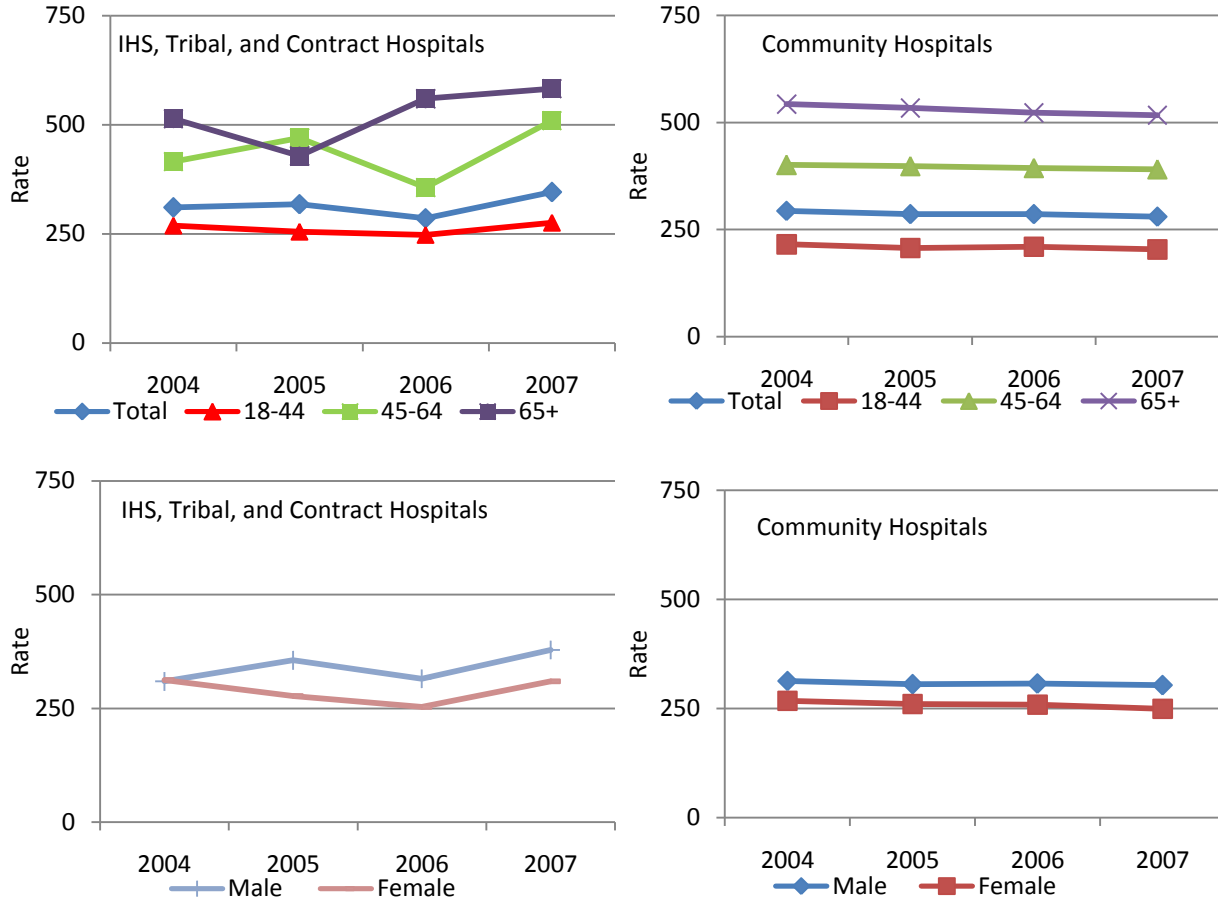 750
IHS, Tribal, and Contract Hospitals
500
Rate
250
0
2004 2005 2006 2007
Total 18-44 45-64 65+
750
Community Hospitals
500
Rate
250
0
2004 2005 2006 2007
Total 18-44 45-64 65+
750
IHS, Tribal, and Contract Hospitals
500
Rate
250
0
2004 2005 2006 2007
Male Female
750
Community Hospitals
500
Rate
250
0
2004 2005 2006 2007
Male Female